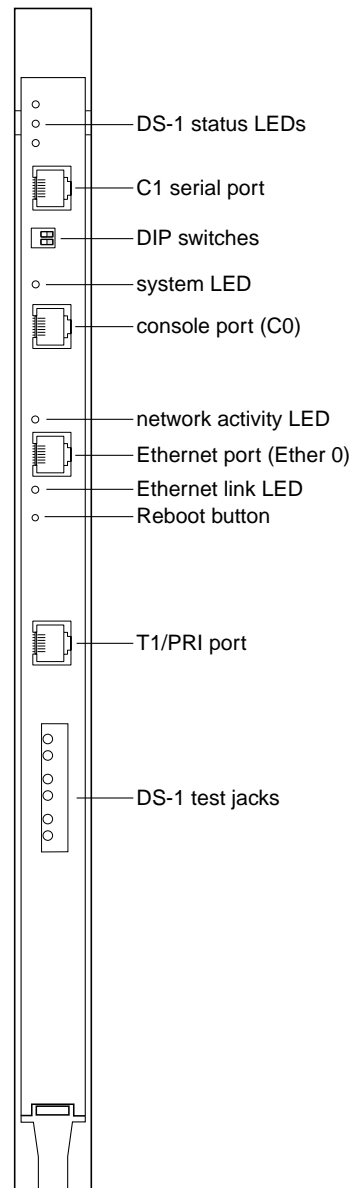 DS-1 status LEDs
C1 serial port
DIP switches
system LED
console port (C0)
network activity LED
Ethernet port (Ether 0)
Ethernet link LED
Reboot button
T1/PRI port
DS-1 test jacks